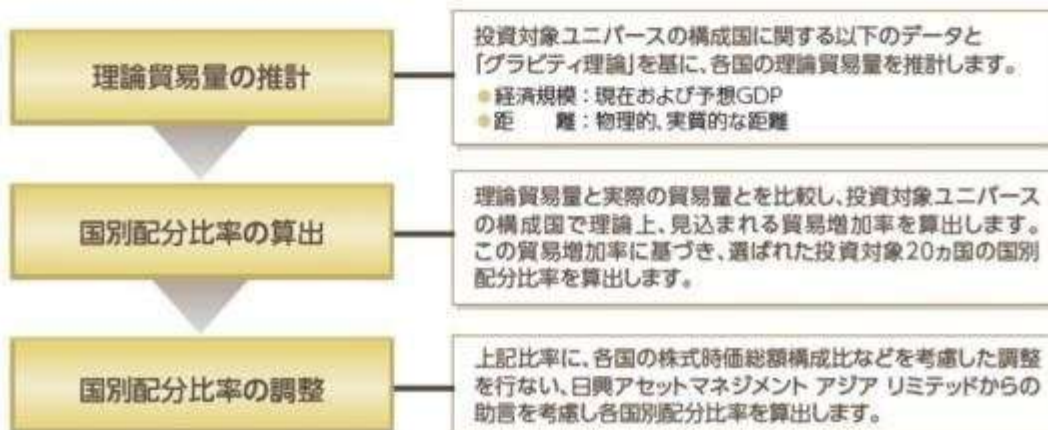 理論貿易量の推計
投資対象ユニバースの構成国に関する以下のデータと
「グラビティ理論」を基に、各国の理論貿易量を推計します。
●経済規模：現在および予想GDP
●距　　離：物理的、実質的な距離
国別配分比率の算出
理論貿易量と実際の貿易量とを比較し、投資対象ユニバース
の構成国で理論上、見込まれる貿易増加率を算出します。
この貿易増加率に基づき、選ばれた投資対象20ヵ国の国別
配分比率を算出します。
国別配分比率の調整
上記比率に、各国の株式時価総額構成比などを考慮した調整
を行ない、日興アセットマネジメント アジア リミテッドからの
助言を考慮し各国別配分比率を算出します。